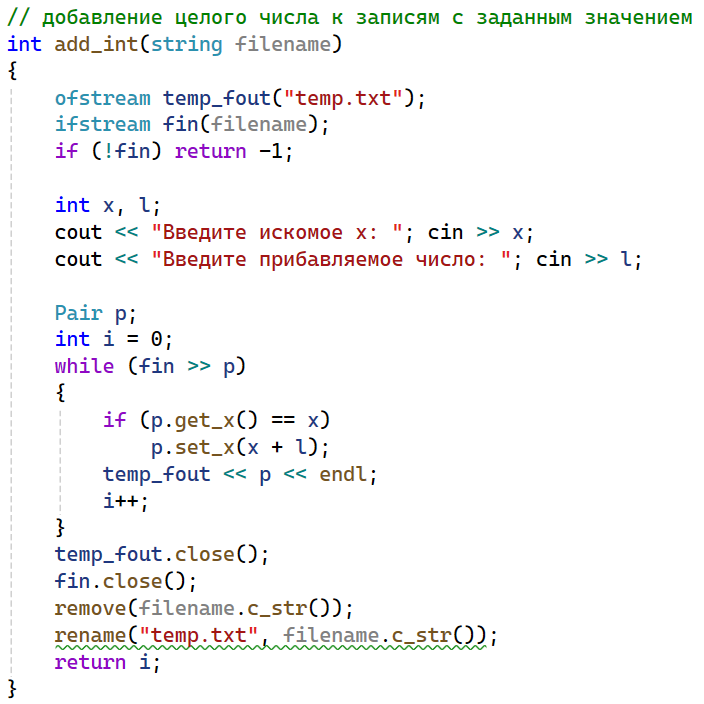 // добавление целого числа к записям с заданным значением
int add_int(string filename)
{
    ofstream temp_fout("temp.txt");
    ifstream fin(filename);
    if (!fin) return -1;

    int x, l;
    cout << "Введите искомое x: "; cin >> x;
    cout << "Введите прибавляемое число: "; cin >> l;

    Pair p;
    int i = 0;
    while (fin >> p)
    {
        if (p.get_x() == x)
            p.set_x(x + l);
        temp_fout << p << endl;
        i++;
    }
    temp_fout.close();
    fin.close();
    remove(filename.c_str());
    rename("temp.txt", filename.c_str());
    return i;
}